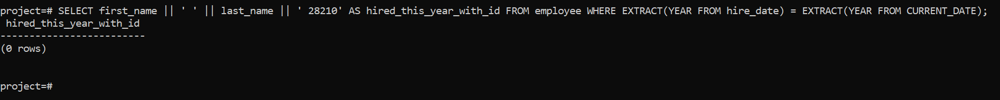 project=# SELECT first_name || ' ' || last_name || ' 28210' AS hired_this_year_with_id FROM employee WHERE EXTRACT(YEAR FROM hire_date) = EXTRACT(YEAR FROM CURRENT_DATE);
 hired_this_year_with_id
-------------------------
(0 rows)
project=#